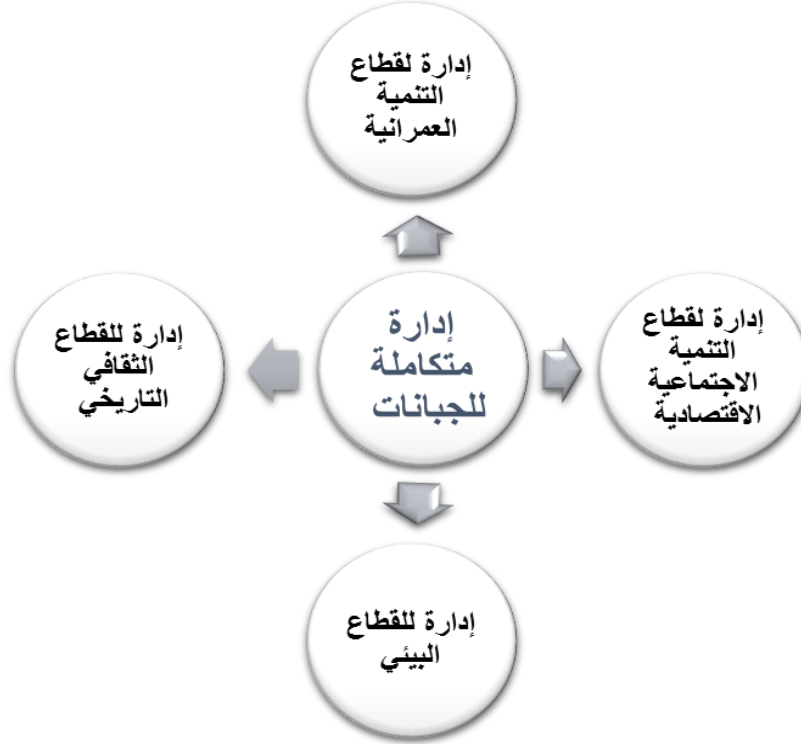 إدارة لقطاع
التنمية
العمرانية
إدارة لقطاع
التنمية
الاجتماعية
الاقتصادية
إدارة
متكاملة
للجبانات
إدارة للقطاع
الثقافي
التاريخي
إدارة للقطاع
البيئي